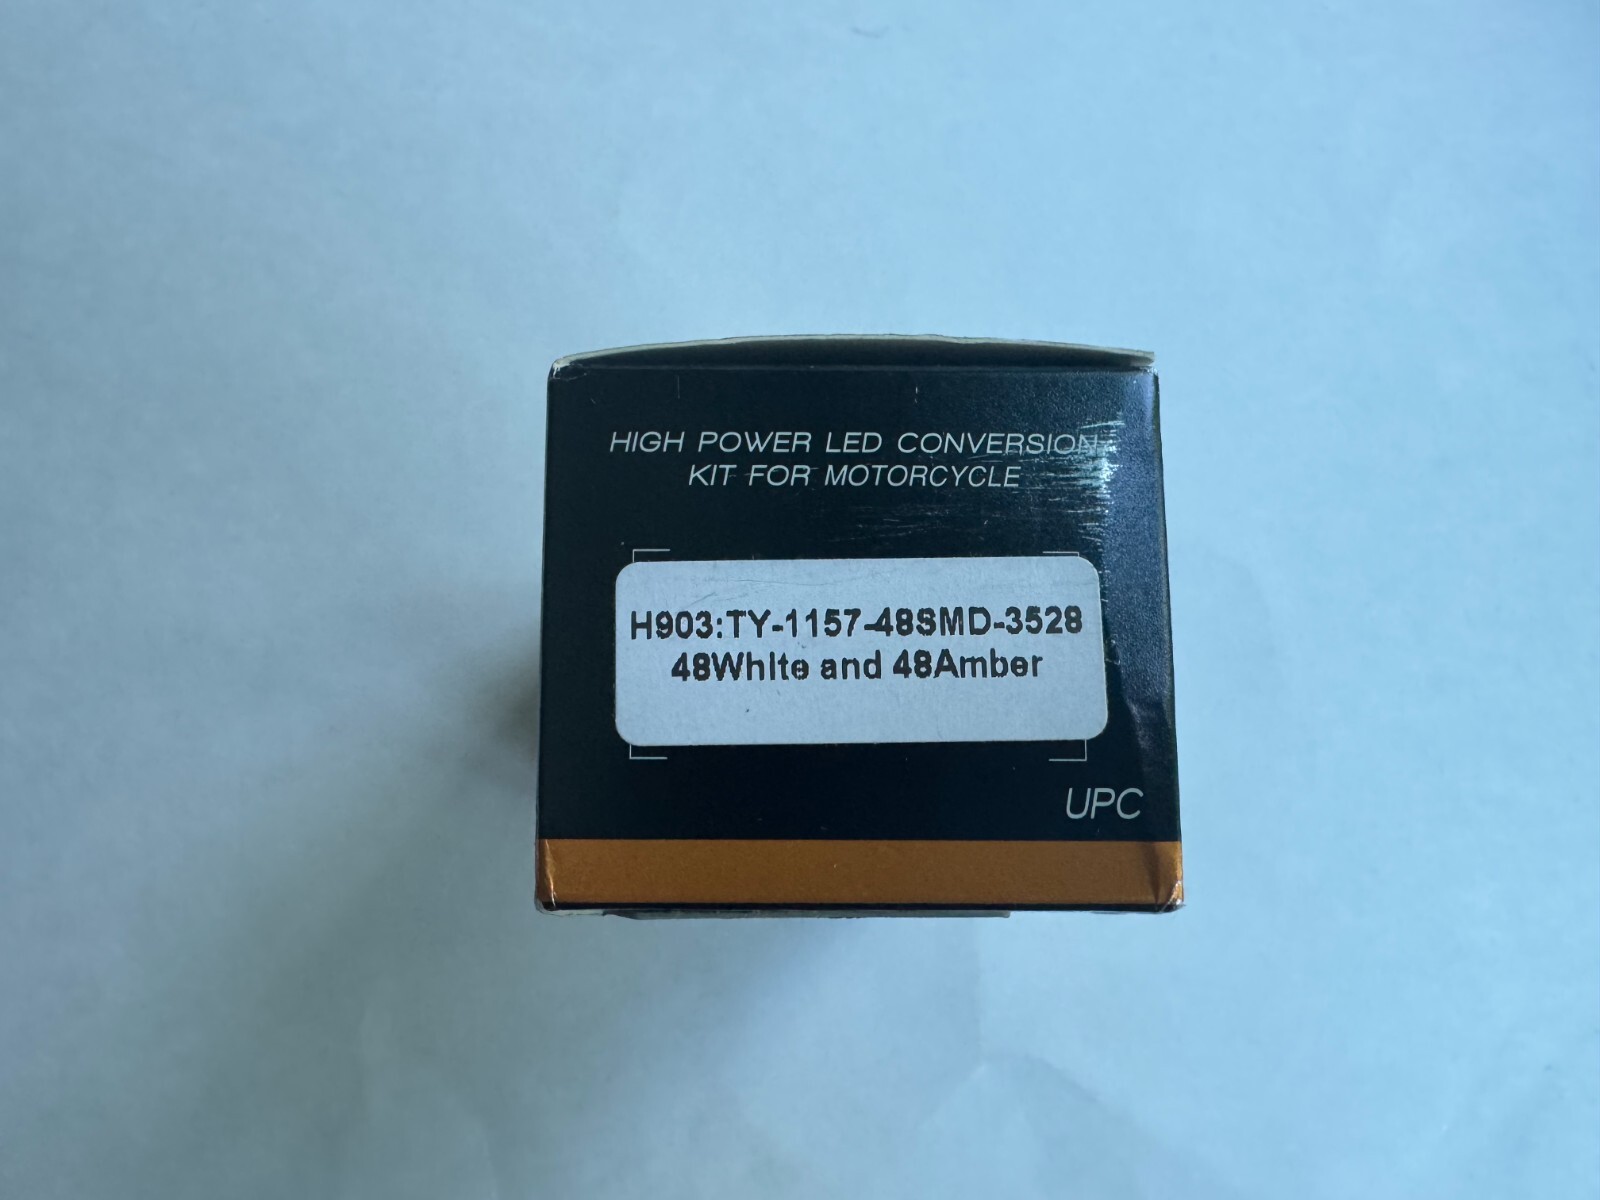 HIGH POWER LED CONVERSION
KIT FOR MOTORCYCLE
H903:TY-1157-48SMD-3528
48White and 48Amber
UPC